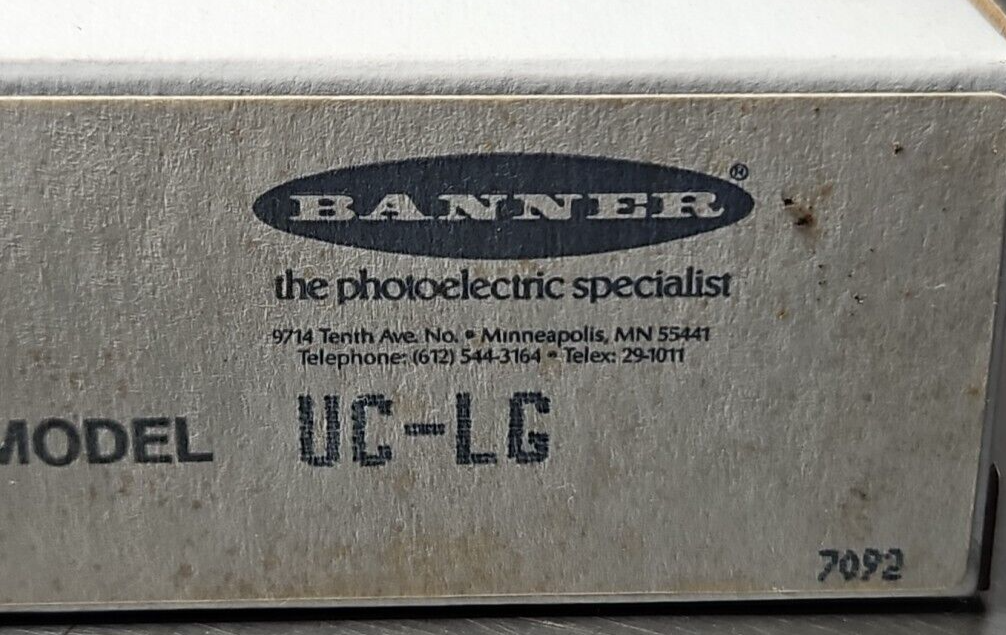 BANNER®
the photoelectric specialist
9714 Tenth Ave. No. • Minneapolis, MN 55441
Telephone: (612) 544-3164 • Telex: 29-1011
MODEL UC-LG
7092